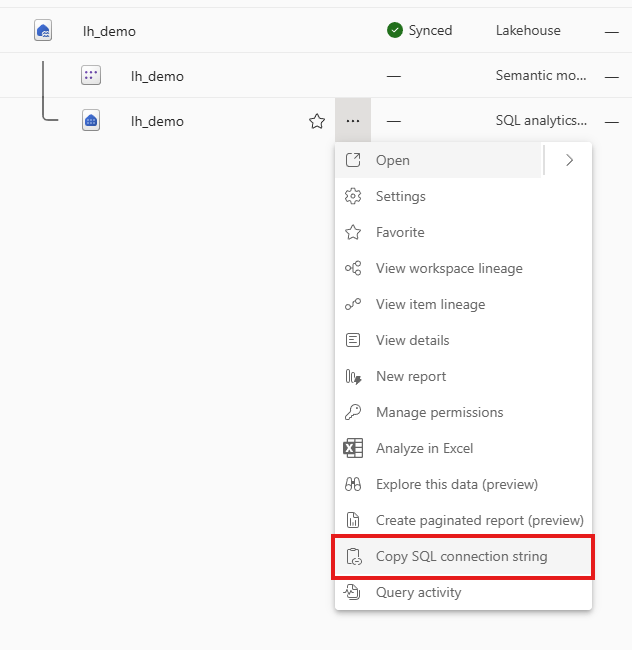 lh_demo Synced Lakehouse —
lh_demo — Semantic mo... —
lh_demo ... — SQL analytics... —
Open
Settings
Favorite
View workspace lineage
View item lineage
View details
New report
Manage permissions
Analyze in Excel
Explore this data (preview)
Create paginated report (preview)
Copy SQL connection string
Query activity